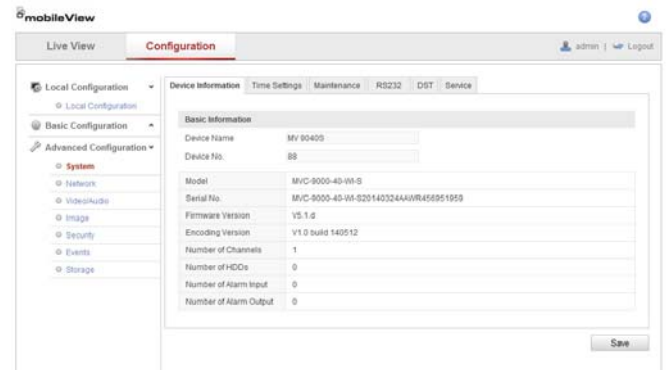 mobileView
Live View
Configuration
admin | Logout
Local Configuration
Local Configuration
Basic Configuration
Advanced Configuration
System
Network
Video/Audio
Image
Security
Events
Storage
Device Information Time Settings Maintenance RS232 DST Service
Basic Information
Device Name MV 9040S
Device No. 88
Model MVC-9000-40-WI-S
Serial No. MVC-9000-40-WI-S20140324AAWR456951959
Firmware Version V5.1.d
Encoding Version V1.0 build 140512
Number of Channels 1
Number of HDDs 0
Number of Alarm Input 0
Number of Alarm Output 0
Save